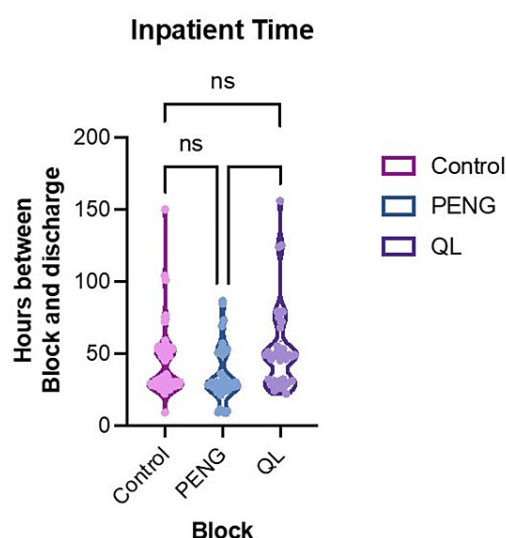 Inpatient Time
ns
ns
200
150
100
50
0
Hours between
Block and discharge
Control
PENG
QL
Block
Control
PENG
QL